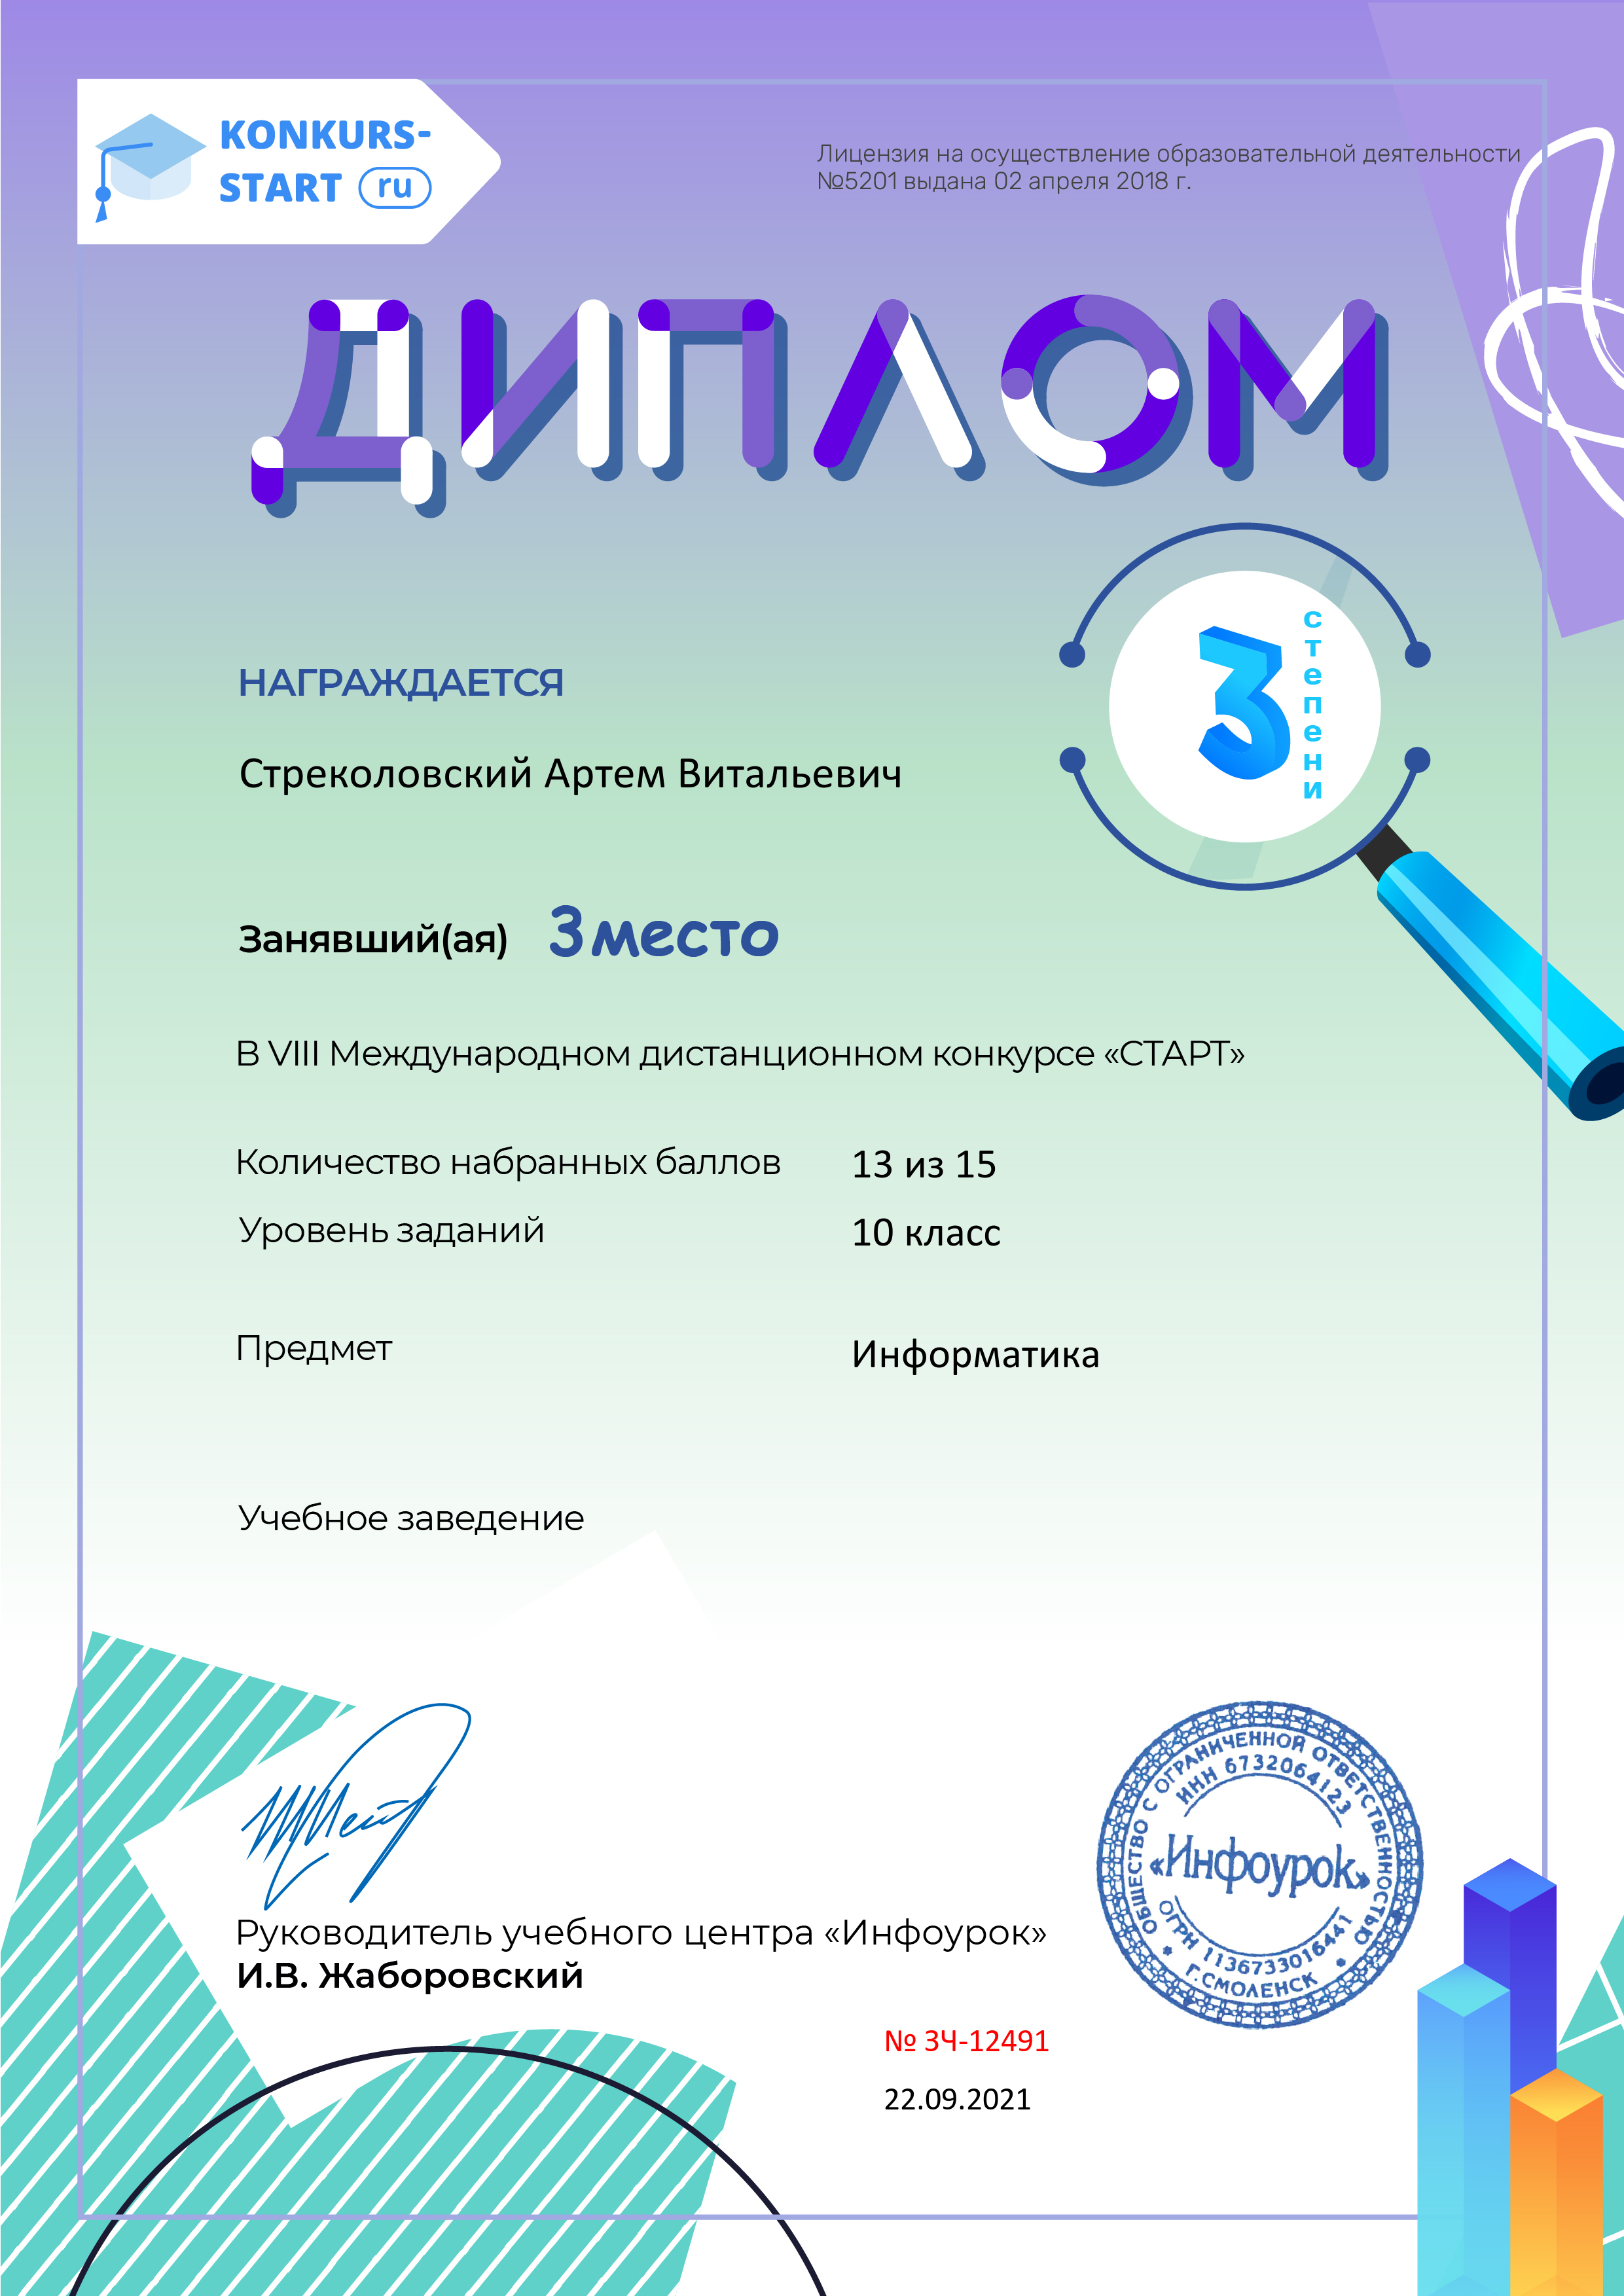 KONKURS-
START ru
Лицензия на осуществление образовательной деятельности
№5201 выдана 02 апреля 2018 г.
ДИПЛОМ
3 степени
НАГРАЖДАЕТСЯ
Стреколовский Артем Витальевич
Занявший(ая) 3 место
В VIII Международном дистанционном конкурсе «СТАРТ»
Количество набранных баллов 13 из 15
Уровень заданий 10 класс
Предмет Информатика
Учебное заведение
ОБЩЕСТВО С ОГРАНИЧЕННОЙ ОТВЕТСТВЕННОСТЬЮ
ИНН 6732064123
«Инфоурок»
ОГРН 1136733016441
Г.СМОЛЕНСК
Руководитель учебного центра «Инфоурок»
И.В. Жаборовский
№ ЗЧ-12491
22.09.2021